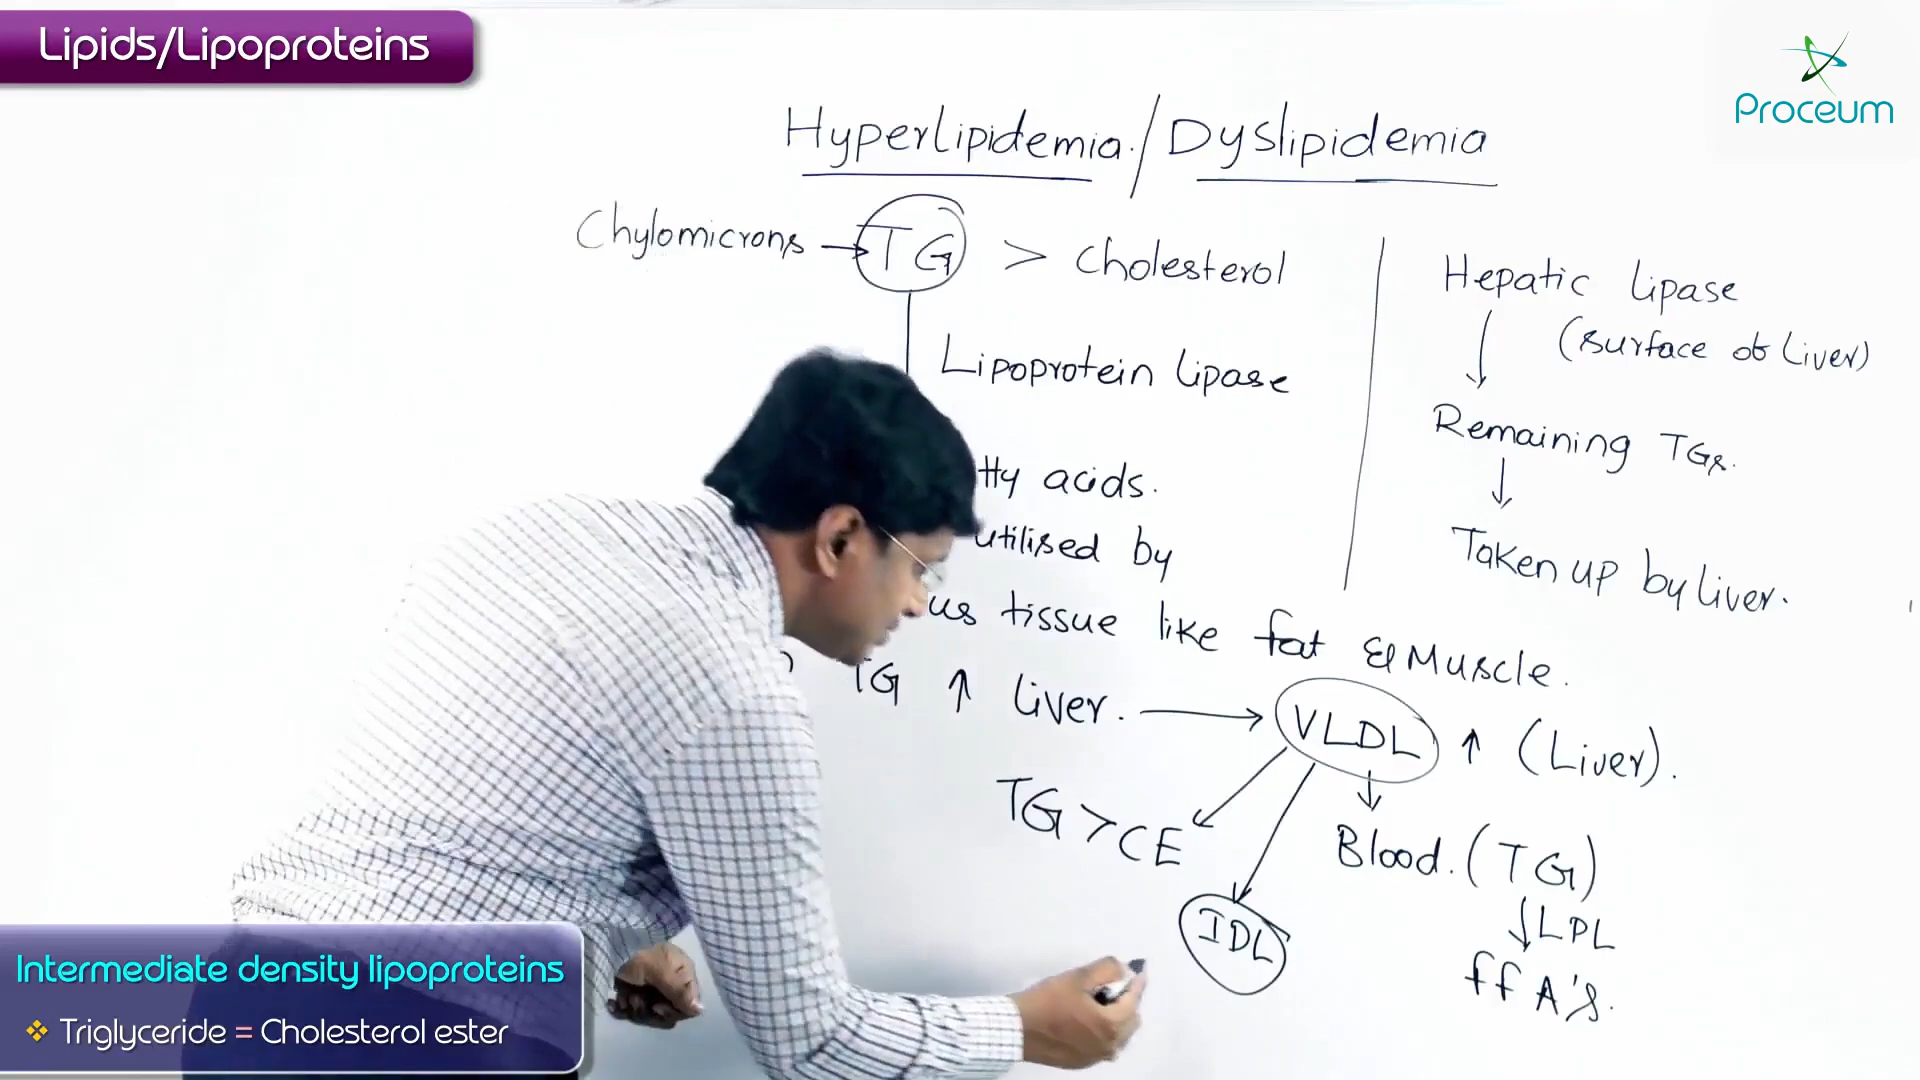 Lipids/Lipoproteins
Proceum
Hyperlipidemia/Dyslipidemia
Chylomicrons → TG > Cholesterol
Lipoprotein lipase
acids.
utilised by
tissue like fat & Muscle.
TG ↑ Liver. → VLDL ↑ (Liver).
TG > CE
IDL
Blood. (TG)
↓ LPL
ffA's.
Hepatic lipase
(surface of Liver)
↓
Remaining TGs.
↓
Taken up by liver.
Intermediate density lipoproteins
❖ Triglyceride = Cholesterol ester